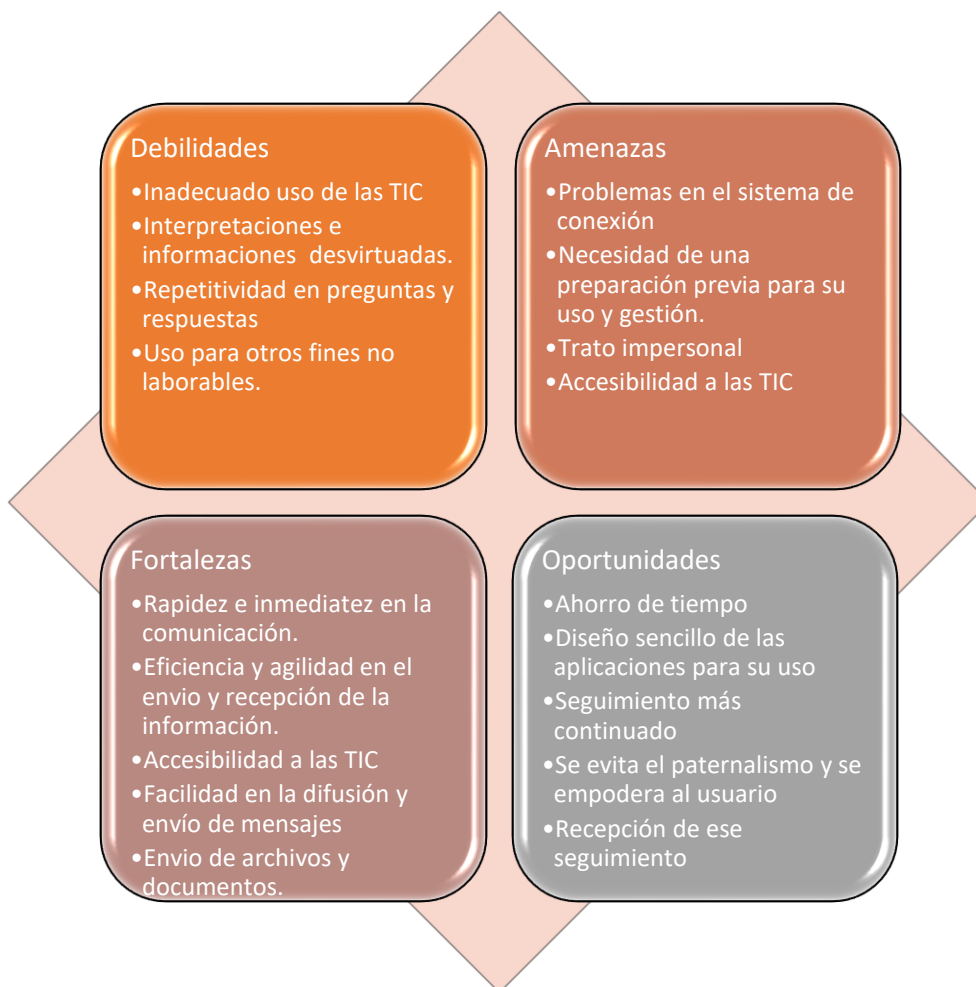 Debilidades
•Inadecuado uso de las TIC
•Interpretaciones e
informaciones desvirtuadas.
•Repetitividad en preguntas y
respuestas
•Uso para otros fines no
laborables.
Amenazas
•Problemas en el sistema de
conexión
•Necesidad de una
preparación previa para su
uso y gestión.
•Trato impersonal
•Accesibilidad a las TIC
Fortalezas
•Rapidez e inmediatez en la
comunicación.
•Eficiencia y agilidad en el
envio y recepción de la
información.
•Accesibilidad a las TIC
•Facilidad en la difusión y
envío de mensajes
•Envio de archivos y
documentos.
Oportunidades
•Ahorro de tiempo
•Diseño sencillo de las
aplicaciones para su uso
•Seguimiento más
continuado
•Se evita el paternalismo y se
empodera al usuario
•Recepción de ese
seguimiento